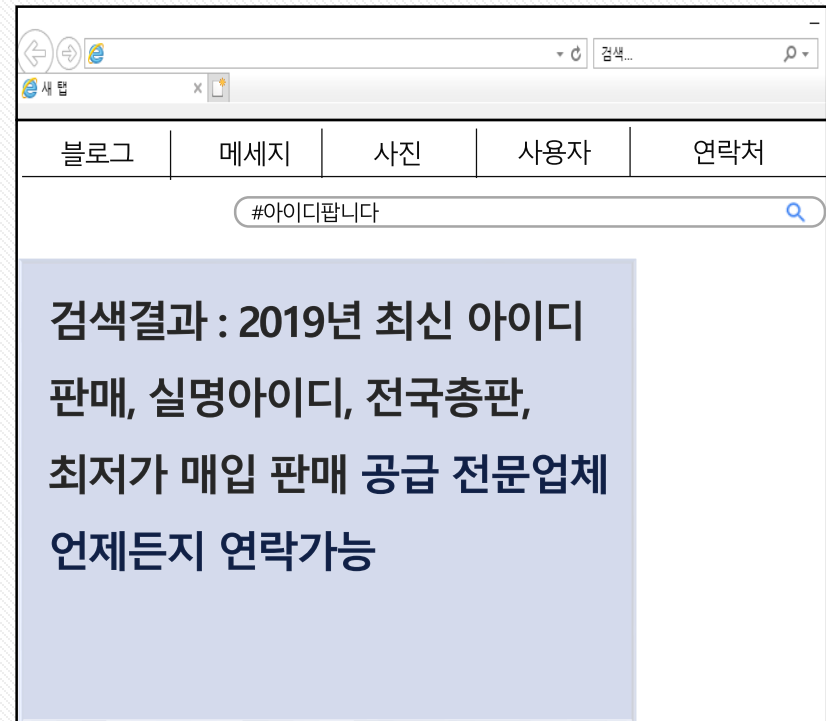 검색...
새 탭
블로그 메세지 사진 사용자 연락처
#아이디팝니다
검색결과 : 2019년 최신 아이디
판매, 실명아이디, 전국총판,
최저가 매입 판매 공급 전문업체
언제든지 연락가능